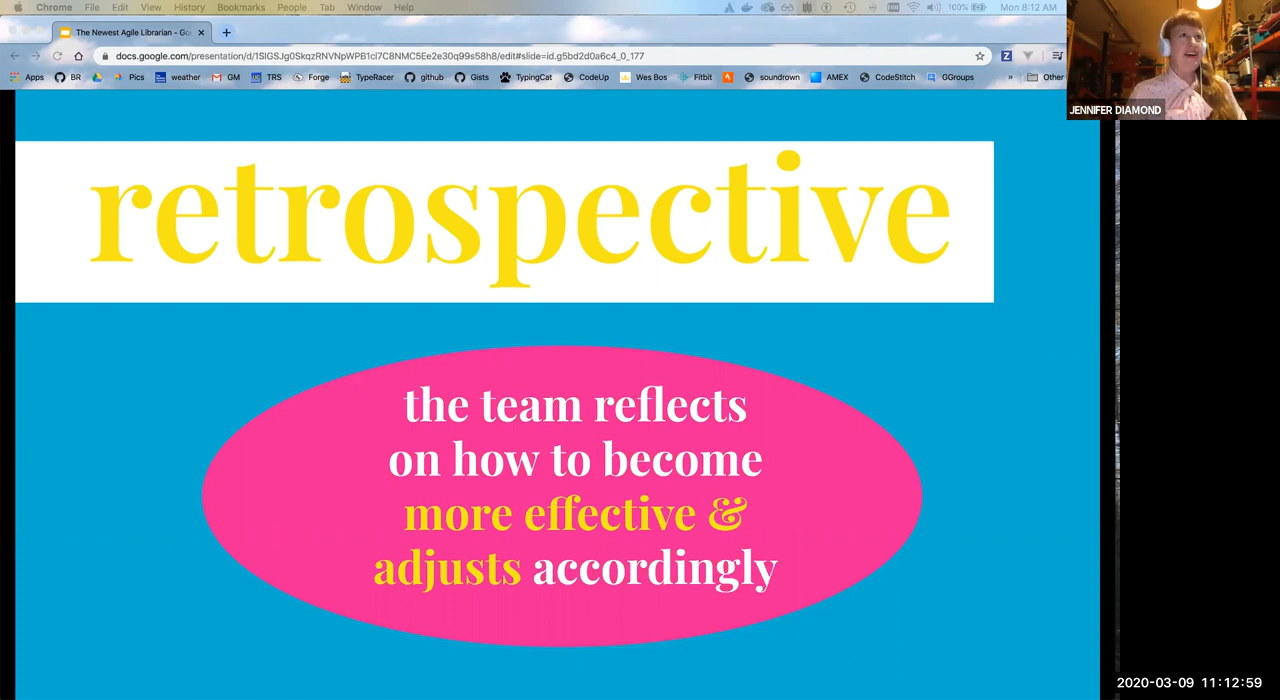 Chrome File Edit View History Bookmarks People Tab Window Help 100% Mon 8:12 AM
The Newest Agile Librarian - Go
docs.google.com/presentation/d/1SlGSJg0SkqzRNVNpWPB1cl7C8NMC5Ee2e30q99s58h8/edit#slide=id.g5bd2d0a6c4_0_177
Apps BR Pics weather GM TRS Forge TypeRacer github Gists TypingCat CodeUp Wes Bos Fitbit soundrown AMEX CodeStitch GGroups » Other
JENNIFER DIAMOND
retrospective
the team reflects
on how to become
more effective &
adjusts accordingly
2020-03-09 11:12:59